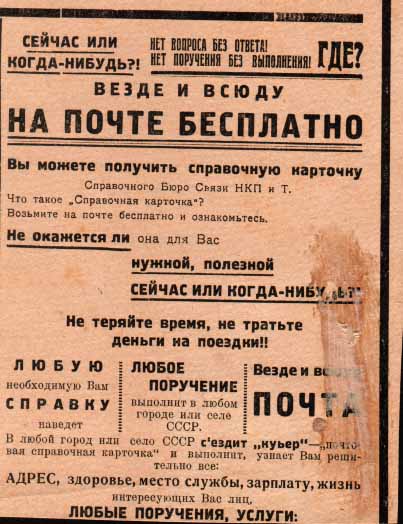 СЕЙЧАС ИЛИ
КОГДА-НИБУДЬ?!
НЕТ ВОПРОСА БЕЗ ОТВЕТА!
НЕТ ПОРУЧЕНИЯ БЕЗ ВЫПОЛНЕНИЯ!
ГДЕ?
ВЕЗДЕ И ВСЮДУ
НА ПОЧТЕ БЕСПЛАТНО
Вы можете получить справочную карточку
Справочного Бюро Связи НКП и Т.
Что такое „Справочная карточка“?
Возьмите на почте бесплатно и ознакомьтесь.
Не окажется ли она для Вас
нужной, полезной
СЕЙЧАС ИЛИ
Не теряйте время, не тратьте
деньги на поездки!!
ЛЮБУЮ
необходимую Вам
СПРАВКУ
наведет
ЛЮБОЕ
ПОРУЧЕНИЕ
выполнит в любом
городе или селе
СССР.
Везде и
ПОЧТА
В любой город или село СССР с'ездит „куьер“—„почто-
вая справочная карточка“ и выполнит, узнает Вам реши-
тельно все:
АДРЕС, здоровье, место службы, зарплату, жизнь
интересующих Вас лиц,
ЛЮБЫЕ ПОРУЧЕНИЯ, УСЛУГИ: